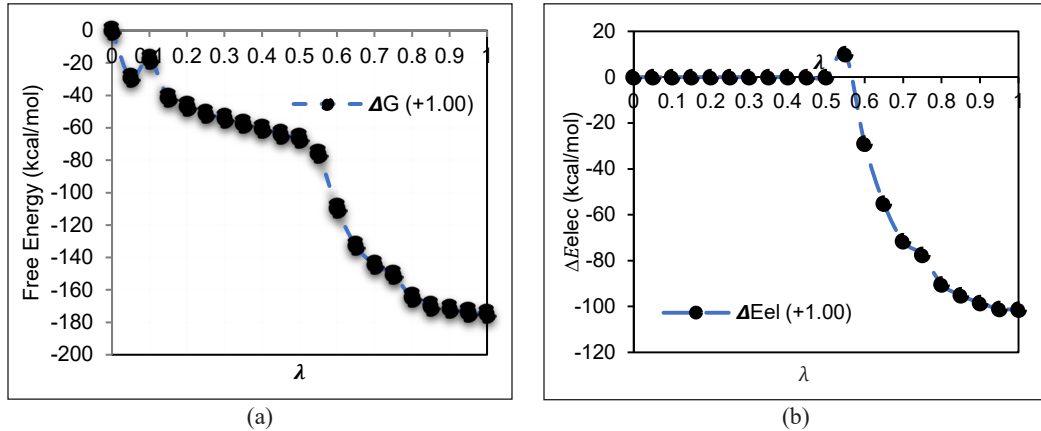 0
-20
-40
-60
-80
-100
-120
-140
-160
-180
-200
0 0.1 0.2 0.3 0.4 0.5 0.6 0.7 0.8 0.9 1
Free Energy (kcal/mol)
ΔG (+1.00)
λ
(a)
20
0
-20
-40
-60
-80
-100
-120
0 0.1 0.2 0.3 0.4 0.5 0.6 0.7 0.8 0.9 1
λ
ΔEelec (kcal/mol)
ΔEel (+1.00)
λ
(b)